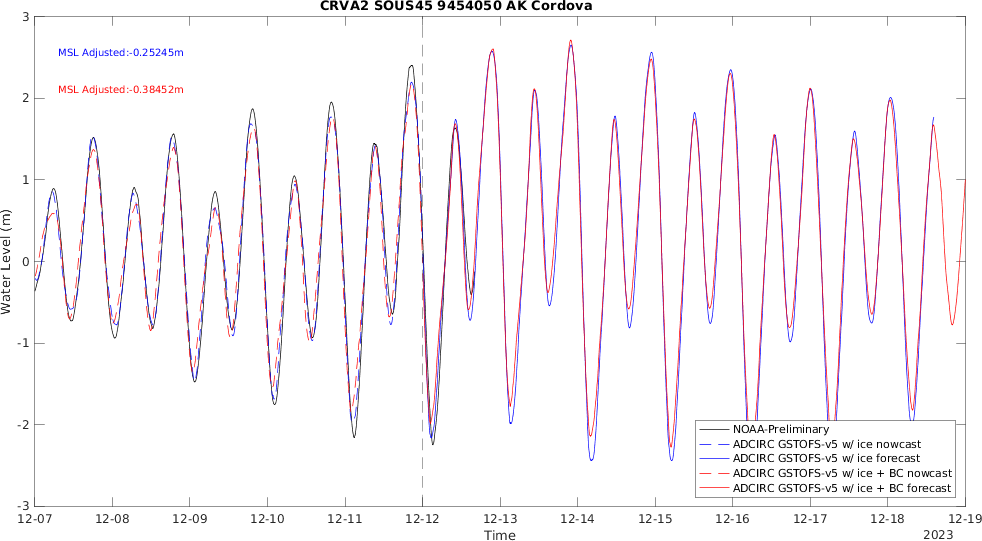 CRVA2 SOUS45 9454050 AK Cordova
3
2
1
0
-1
-2
-3
Water Level (m)
MSL Adjusted:-0.25245m
MSL Adjusted:-0.38452m
NOAA-Preliminary
ADCIRC GSTOFS-v5 w/ ice nowcast
ADCIRC GSTOFS-v5 w/ ice forecast
ADCIRC GSTOFS-v5 w/ ice + BC nowcast
ADCIRC GSTOFS-v5 w/ ice + BC forecast
12-07 12-08 12-09 12-10 12-11 12-12 12-13 12-14 12-15 12-16 12-17 12-18 12-19
Time
2023